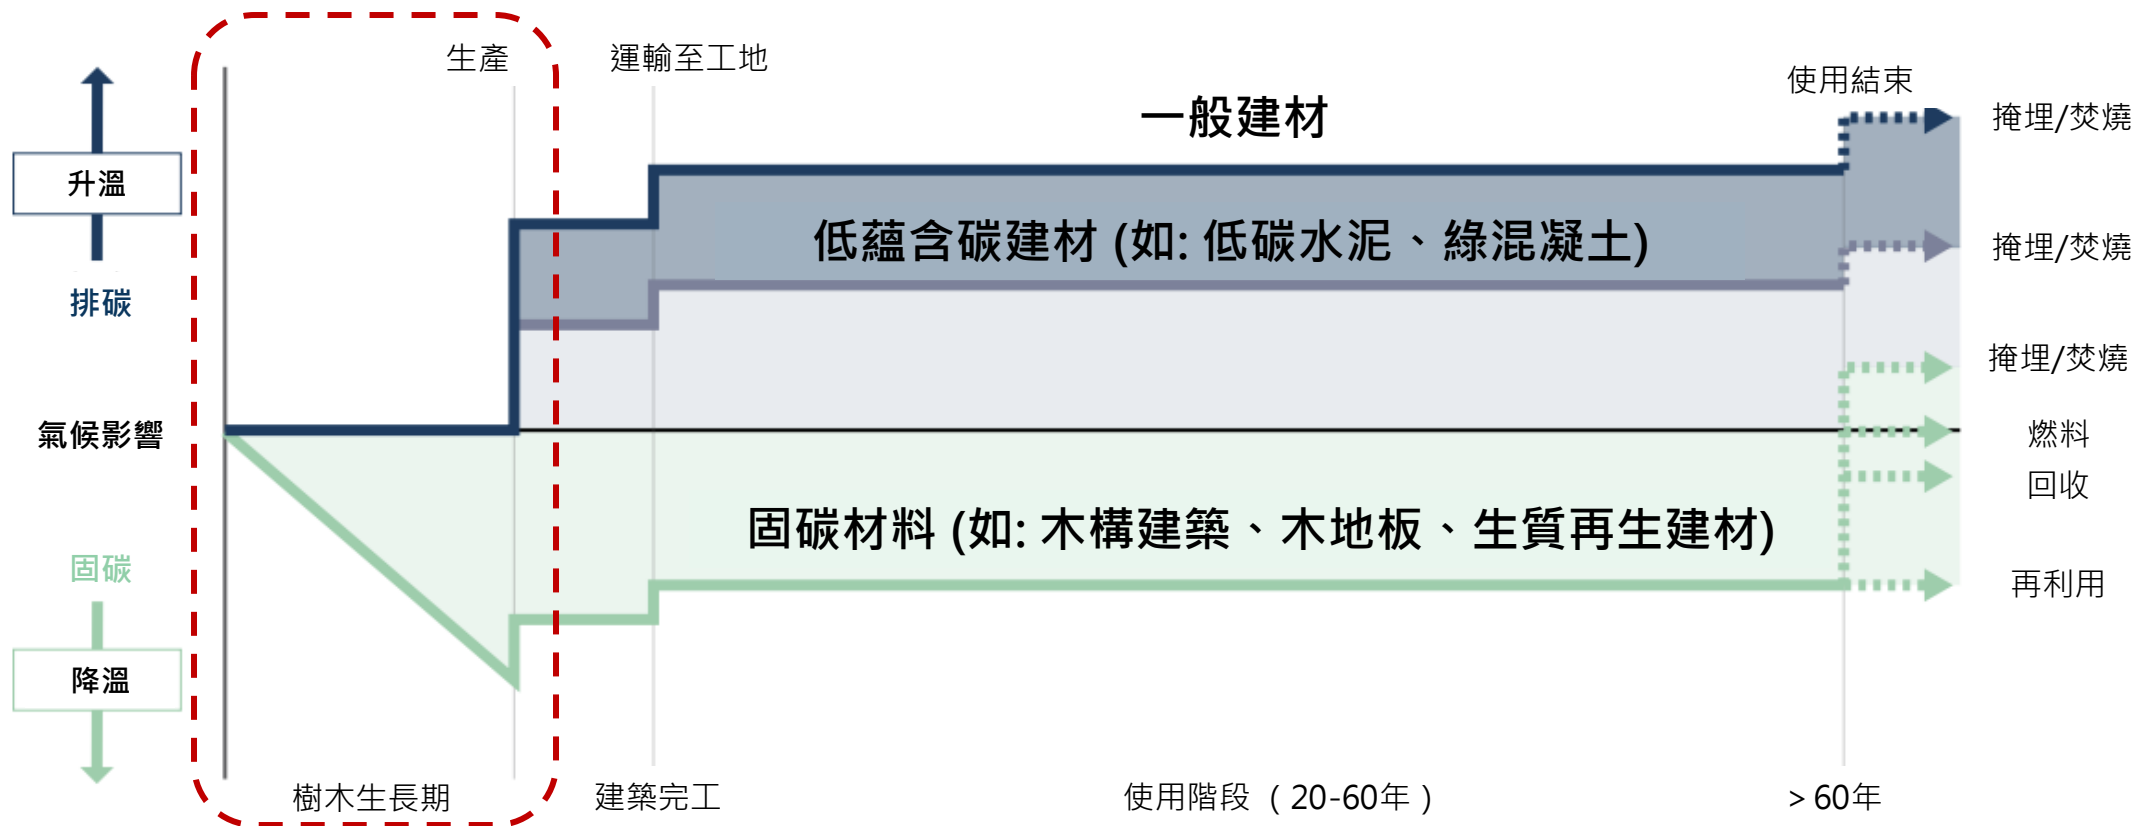 生產
運輸至工地
使用結束
一般建材
掩埋/焚燒
升溫
低蘊含碳建材 (如: 低碳水泥、綠混凝土)
掩埋/焚燒
排碳
掩埋/焚燒
氣候影響
燃料
回收
固碳材料 (如: 木構建築、木地板、生質再生建材)
固碳
再利用
降溫
樹木生長期
建築完工
使用階段 (20-60年)
> 60年